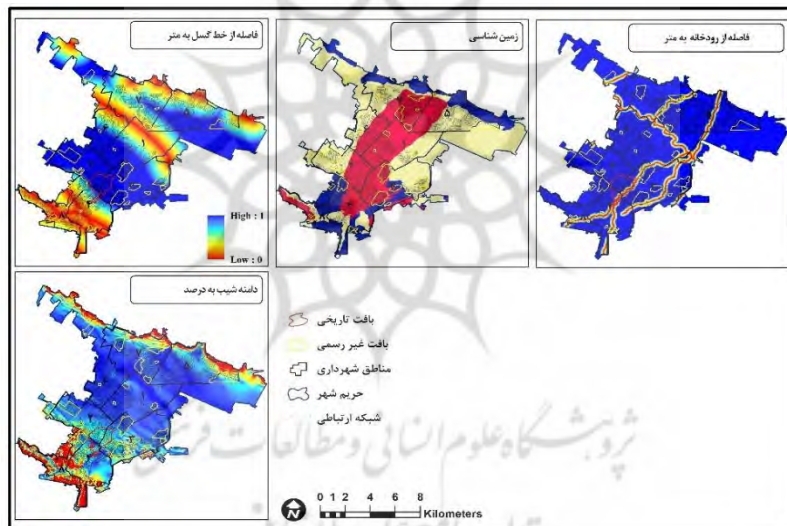 فاصله از خط گسل به متر
زمین شناسی
فاصله از رودخانه به متر
High : 1
Low : 0
دامنه شیب به درصد
بافت تاریخی
بافت غیر رسمی
مناطق شهرداری
حریم شهر
شبکه ارتباطی
پژوهشگاه علوم انسانی و مطالعات فرهنگی
0 1 2 4 6 8
Kilometers